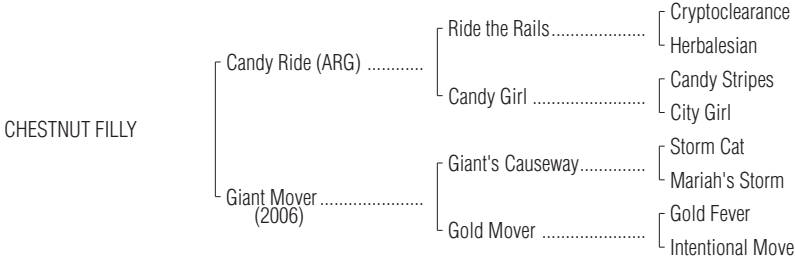 Cryptoclearance
Ride the Rails.....................
Herbalesian
Candy Ride (ARG) ............
Candy Stripes
Candy Girl .........................
City Girl
CHESTNUT FILLY
Storm Cat
Giant's Causeway..............
Mariah's Storm
Giant Mover......................
(2006)
Gold Fever
Gold Mover .......................
Intentional Move